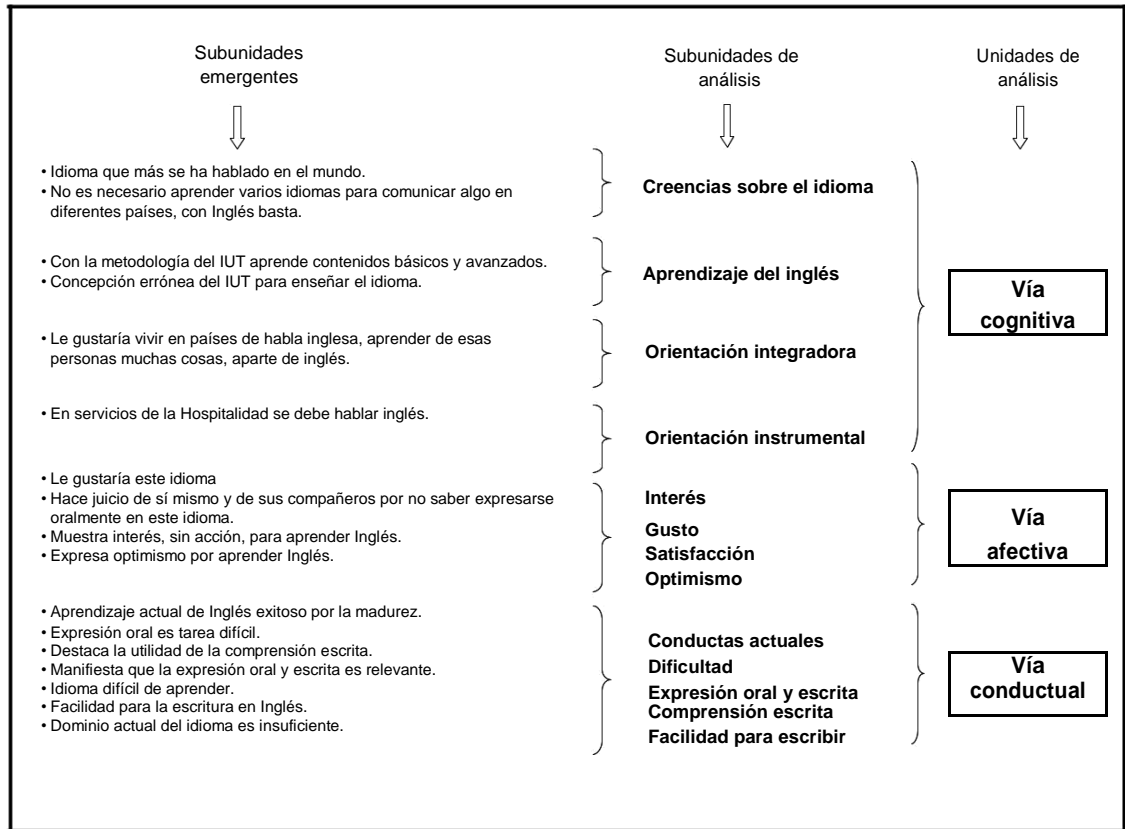 Subunidades
emergentes
Subunidades de
análisis
Unidades de
análisis
• Idioma que más se ha hablado en el mundo.
• No es necesario aprender varios idiomas para comunicar algo en
diferentes países, con Inglés basta.
Creencias sobre el idioma
• Con la metodología del IUT aprende contenidos básicos y avanzados.
• Concepción errónea del IUT para enseñar el idioma.
Aprendizaje del inglés
• Le gustaría vivir en países de habla inglesa, aprender de esas
personas muchas cosas, aparte de inglés.
Orientación integradora
• En servicios de la Hospitalidad se debe hablar inglés.
Orientación instrumental
Vía
cognitiva
• Le gustaría este idioma
• Hace juicio de sí mismo y de sus compañeros por no saber expresarse
oralmente en este idioma.
• Muestra interés, sin acción, para aprender Inglés.
• Expresa optimismo por aprender Inglés.
Interés
Gusto
Satisfacción
Optimismo
Vía
afectiva
• Aprendizaje actual de Inglés exitoso por la madurez.
• Expresión oral es tarea difícil.
• Destaca la utilidad de la comprensión escrita.
• Manifiesta que la expresión oral y escrita es relevante.
• Idioma difícil de aprender.
• Facilidad para la escritura en Inglés.
• Dominio actual del idioma es insuficiente.
Conductas actuales
Dificultad
Expresión oral y escrita
Comprensión escrita
Facilidad para escribir
Vía
conductual